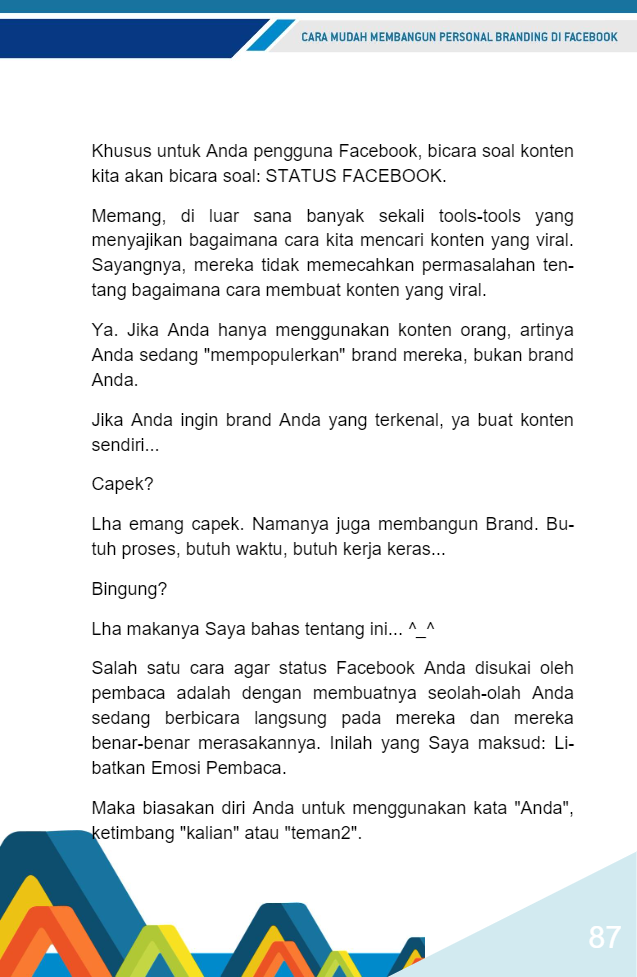 CARA MUDAH MEMBANGUN PERSONAL BRANDING DI FACEBOOK
Khusus untuk Anda pengguna Facebook, bicara soal konten
kita akan bicara soal: STATUS FACEBOOK.
Memang, di luar sana banyak sekali tools-tools yang
menyajikan bagaimana cara kita mencari konten yang viral.
Sayangnya, mereka tidak memecahkan permasalahan ten-
tang bagaimana cara membuat konten yang viral.
Ya. Jika Anda hanya menggunakan konten orang, artinya
Anda sedang "mempopulerkan" brand mereka, bukan brand
Anda.
Jika Anda ingin brand Anda yang terkenal, ya buat konten
sendiri...
Capek?
Lha emang capek. Namanya juga membangun Brand. Bu-
tuh proses, butuh waktu, butuh kerja keras...
Bingung?
Lha makanya Saya bahas tentang ini... ^_^
Salah satu cara agar status Facebook Anda disukai oleh
pembaca adalah dengan membuatnya seolah-olah Anda
sedang berbicara langsung pada mereka dan mereka
benar-benar merasakannya. Inilah yang Saya maksud: Li-
batkan Emosi Pembaca.
Maka biasakan diri Anda untuk menggunakan kata "Anda",
ketimbang "kalian" atau "teman2".
87